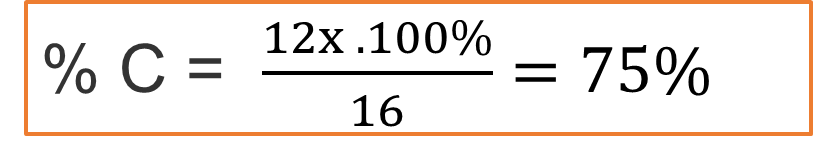 % C = 12x .100% / 16 = 75%